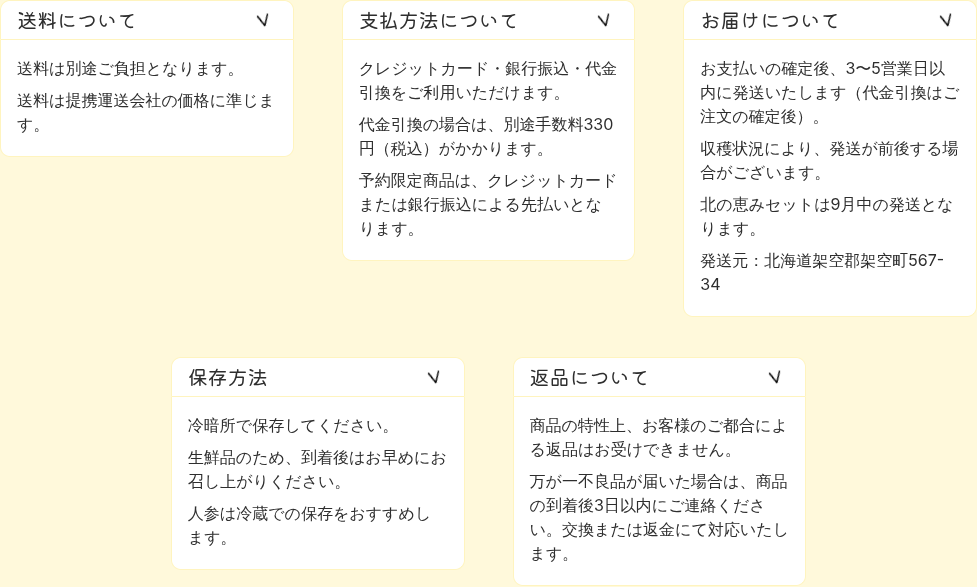 送料について
送料は別途ご負担となります。
送料は提携運送会社の価格に準じま
す。
支払方法について
クレジットカード・銀行振込・代金
引換をご利用いただけます。
代金引換の場合は、別途手数料330
円（税込）がかかります。
予約限定商品は、クレジットカード
または銀行振込による先払いとな
ります。
お届けについて
お支払いの確定後、3〜5営業日以
内に発送いたします（代金引換はご
注文の確定後）。
収穫状況により、発送が前後する場
合がございます。
北の恵みセットは9月中の発送とな
ります。
発送元：北海道架空郡架空町567-
34
保存方法
冷暗所で保存してください。
生鮮品のため、到着後はお早めにお
召し上がりください。
人参は冷蔵での保存をおすすめし
ます。
返品について
商品の特性上、お客様のご都合によ
る返品はお受けできません。
万が一不良品が届いた場合は、商品
の到着後3日以内にご連絡くださ
い。交換または返金にて対応いたし
ます。